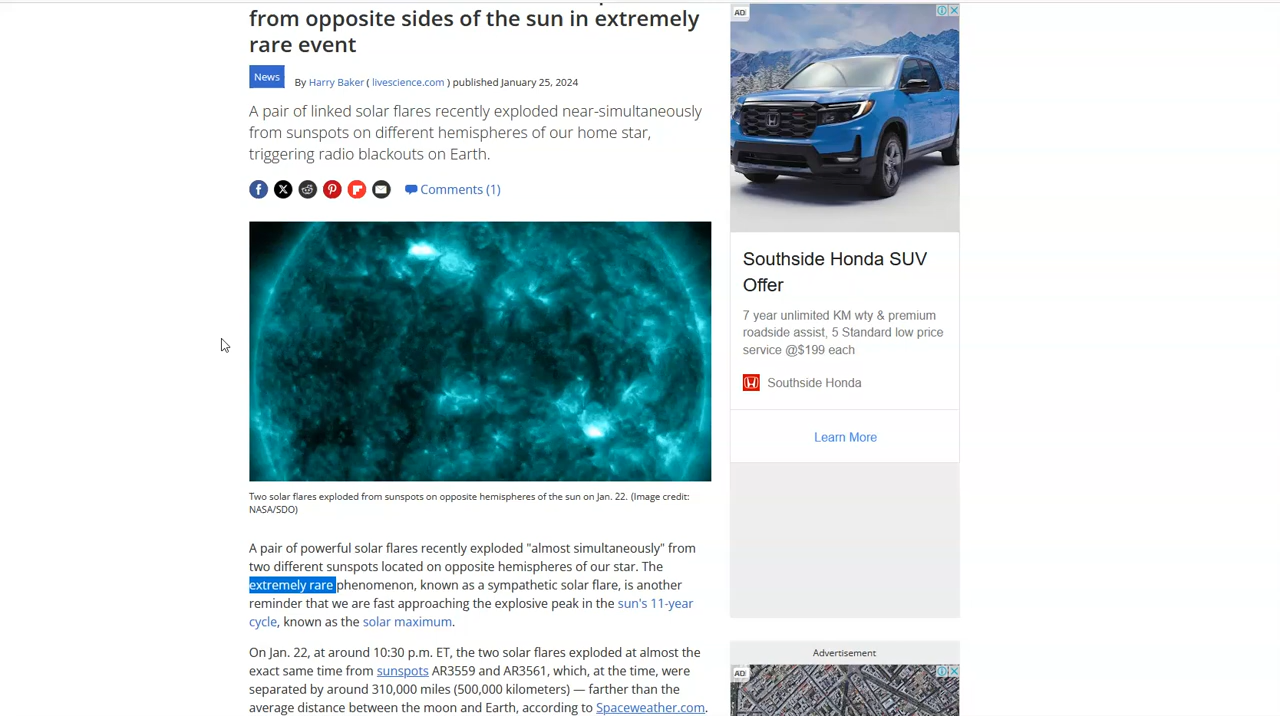 from opposite sides of the sun in extremely
rare event
News
By Harry Baker ( livescience.com ) published January 25, 2024
A pair of linked solar flares recently exploded near-simultaneously
from sunspots on different hemispheres of our home star,
triggering radio blackouts on Earth.
Comments (1)
Two solar flares exploded from sunspots on opposite hemispheres of the sun on Jan. 22. (Image credit:
NASA/SDO)
A pair of powerful solar flares recently exploded "almost simultaneously" from
two different sunspots located on opposite hemispheres of our star. The
extremely rare phenomenon, known as a sympathetic solar flare, is another
reminder that we are fast approaching the explosive peak in the sun's 11-year
cycle, known as the solar maximum.
On Jan. 22, at around 10:30 p.m. ET, the two solar flares exploded at almost the
exact same time from sunspots AR3559 and AR3561, which, at the time, were
separated by around 310,000 miles (500,000 kilometers) — farther than the
average distance between the moon and Earth, according to Spaceweather.com.
AD
Southside Honda SUV
Offer
7 year unlimited KM wty & premium
roadside assist, 5 Standard low price
service @$199 each
Southside Honda
Learn More
Advertisement
AD